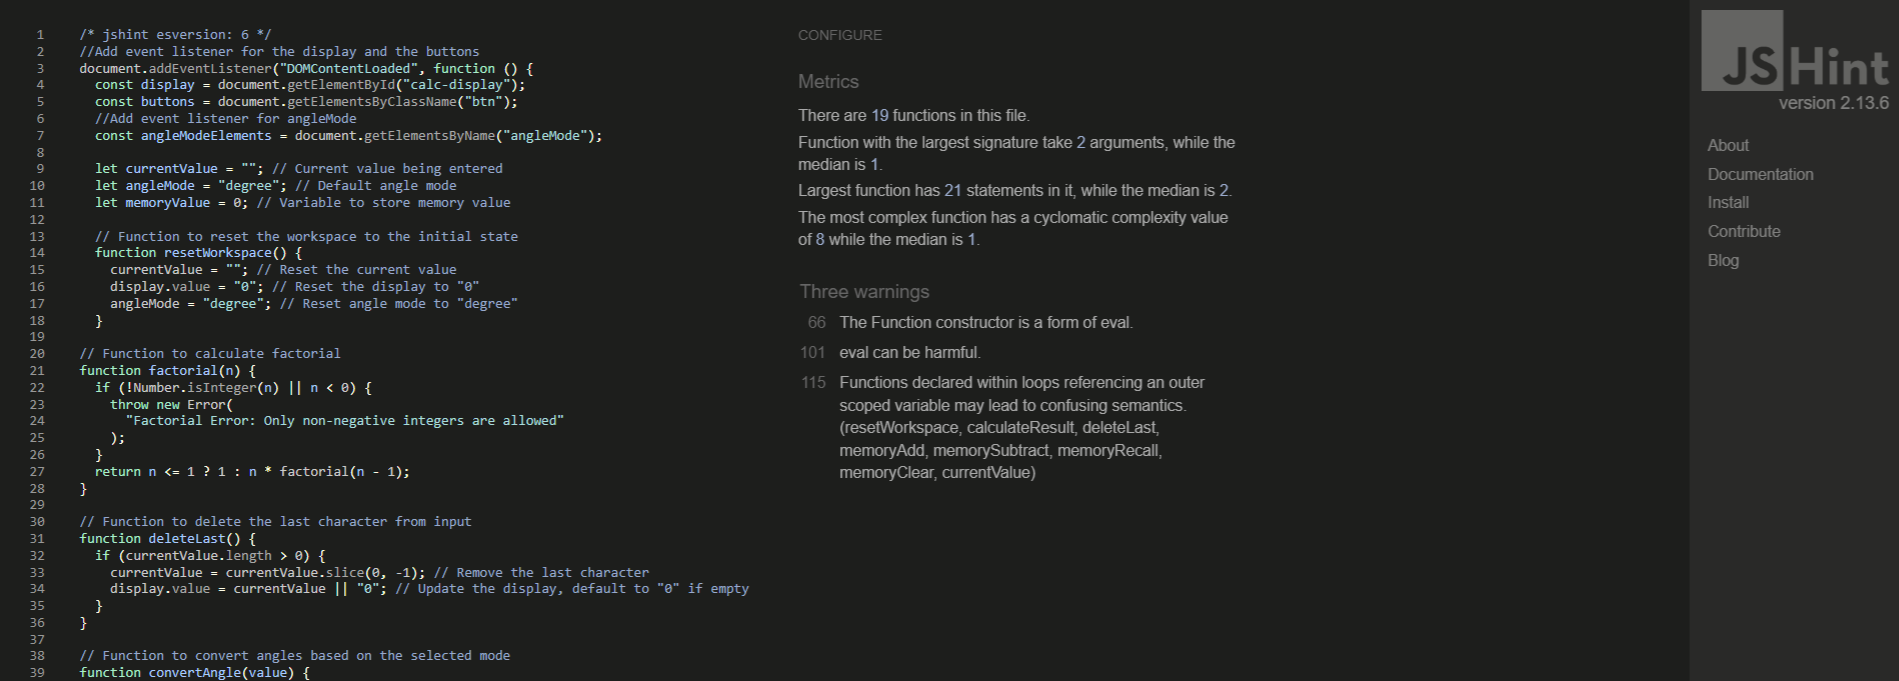 1 /* jshint esversion: 6 */
2 //Add event listener for the display and the buttons
3 document.addEventListener("DOMContentLoaded", function () {
4 const display = document.getElementById("calc-display");
5 const buttons = document.getElementsByClassName("btn");
6 //Add event listener for angleMode
7 const angleModeElements = document.getElementsByName("angleMode");
8
9 let currentValue = ""; // Current value being entered
10 let angleMode = "degree"; // Default angle mode
11 let memoryValue = 0; // Variable to store memory value
12
13 // Function to reset the workspace to the initial state
14 function resetWorkspace() {
15 currentValue = ""; // Reset the current value
16 display.value = "0"; // Reset the display to "0"
17 angleMode = "degree"; // Reset angle mode to "degree"
18 }
19
20 // Function to calculate factorial
21 function factorial(n) {
22 if (!Number.isInteger(n) || n < 0) {
23 throw new Error(
24 "Factorial Error: Only non-negative integers are allowed"
25 );
26 }
27 return n <= 1 ? 1 : n * factorial(n - 1);
28 }
29
30 // Function to delete the last character from input
31 function deleteLast() {
32 if (currentValue.length > 0) {
33 currentValue = currentValue.slice(0, -1); // Remove the last character
34 display.value = currentValue || "0"; // Update the display, default to "0" if empty
35 }
36 }
37
38 // Function to convert angles based on the selected mode
39 function convertAngle(value) {
CONFIGURE
Metrics
There are 19 functions in this file.
Function with the largest signature take 2 arguments, while the
median is 1.
Largest function has 21 statements in it, while the median is 2.
The most complex function has a cyclomatic complexity value
of 8 while the median is 1.
Three warnings
66 The Function constructor is a form of eval.
101 eval can be harmful.
115 Functions declared within loops referencing an outer
scoped variable may lead to confusing semantics.
(resetWorkspace, calculateResult, deleteLast,
memoryAdd, memorySubtract, memoryRecall,
memoryClear, currentValue)
JSHint
version 2.13.6
About
Documentation
Install
Contribute
Blog